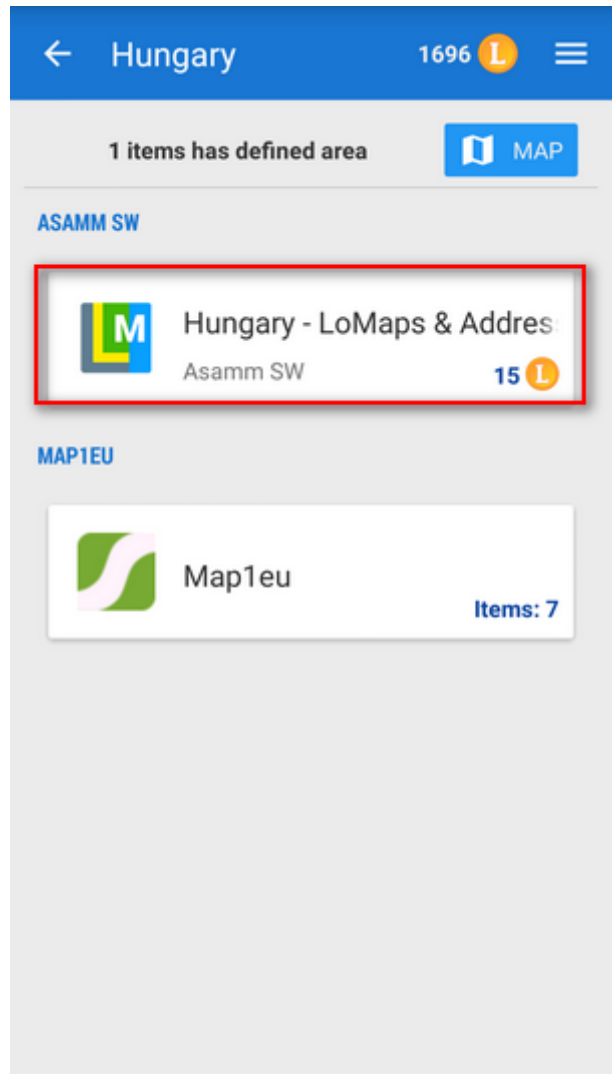 Hungary 1696 L
1 items has defined area MAP
ASAMM SW
M
Hungary - LoMaps & Addres
Asamm SW 15 L
MAP1EU
Map1eu
Items: 7